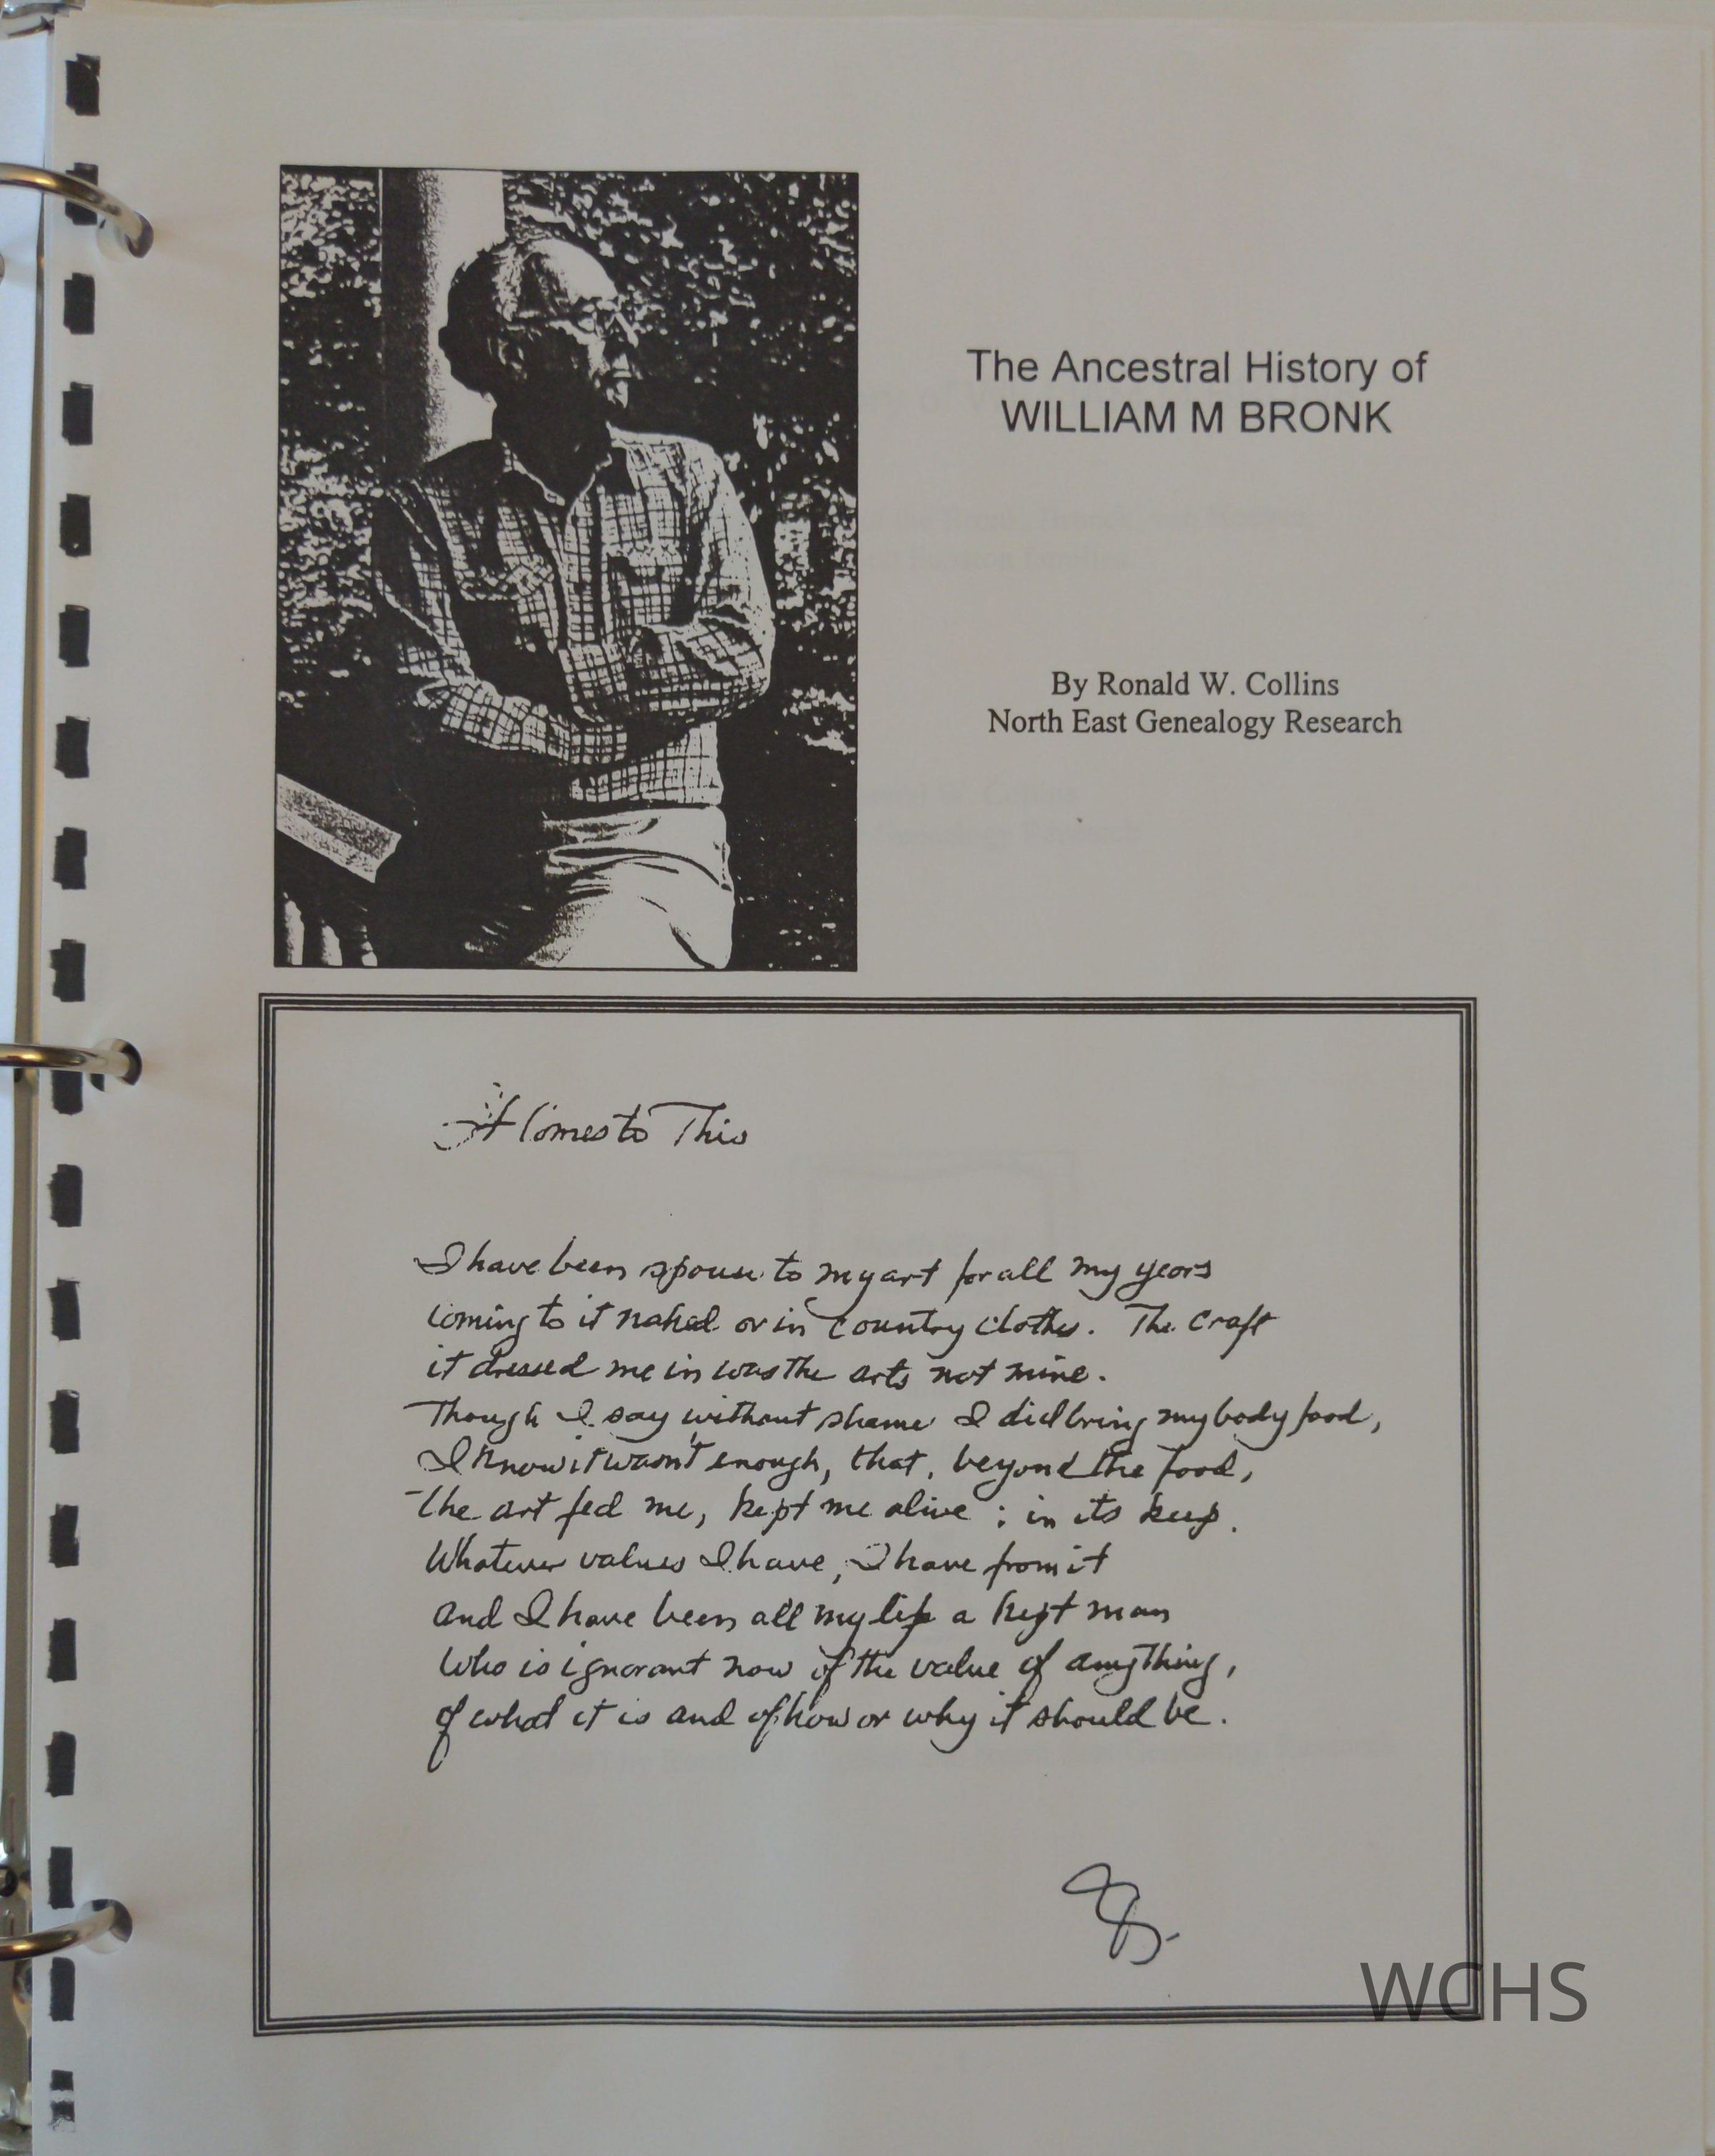 The Ancestral History of
WILLIAM M BRONK
By Ronald W. Collins
North East Genealogy Research
It Comes to This
I have been spouse to my art for all my years
coming to it naked or in country clothes. The craft
it dressed me in was the arts not mine.
Though I say without shame I did bring my body food,
I know it wasn't enough, that, beyond the food,
the art fed me, kept me alive; in its keep.
Whatever values I have, I have from it
and I have been all my life a kept man
who is ignorant now of the value of anything,
of what it is and of how or why it should be.
WCHS